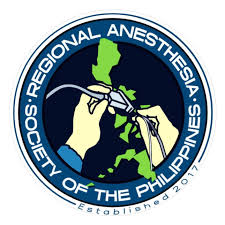 REGIONAL ANESTHESIA
SOCIETY OF THE PHILIPPINES
Established 2017